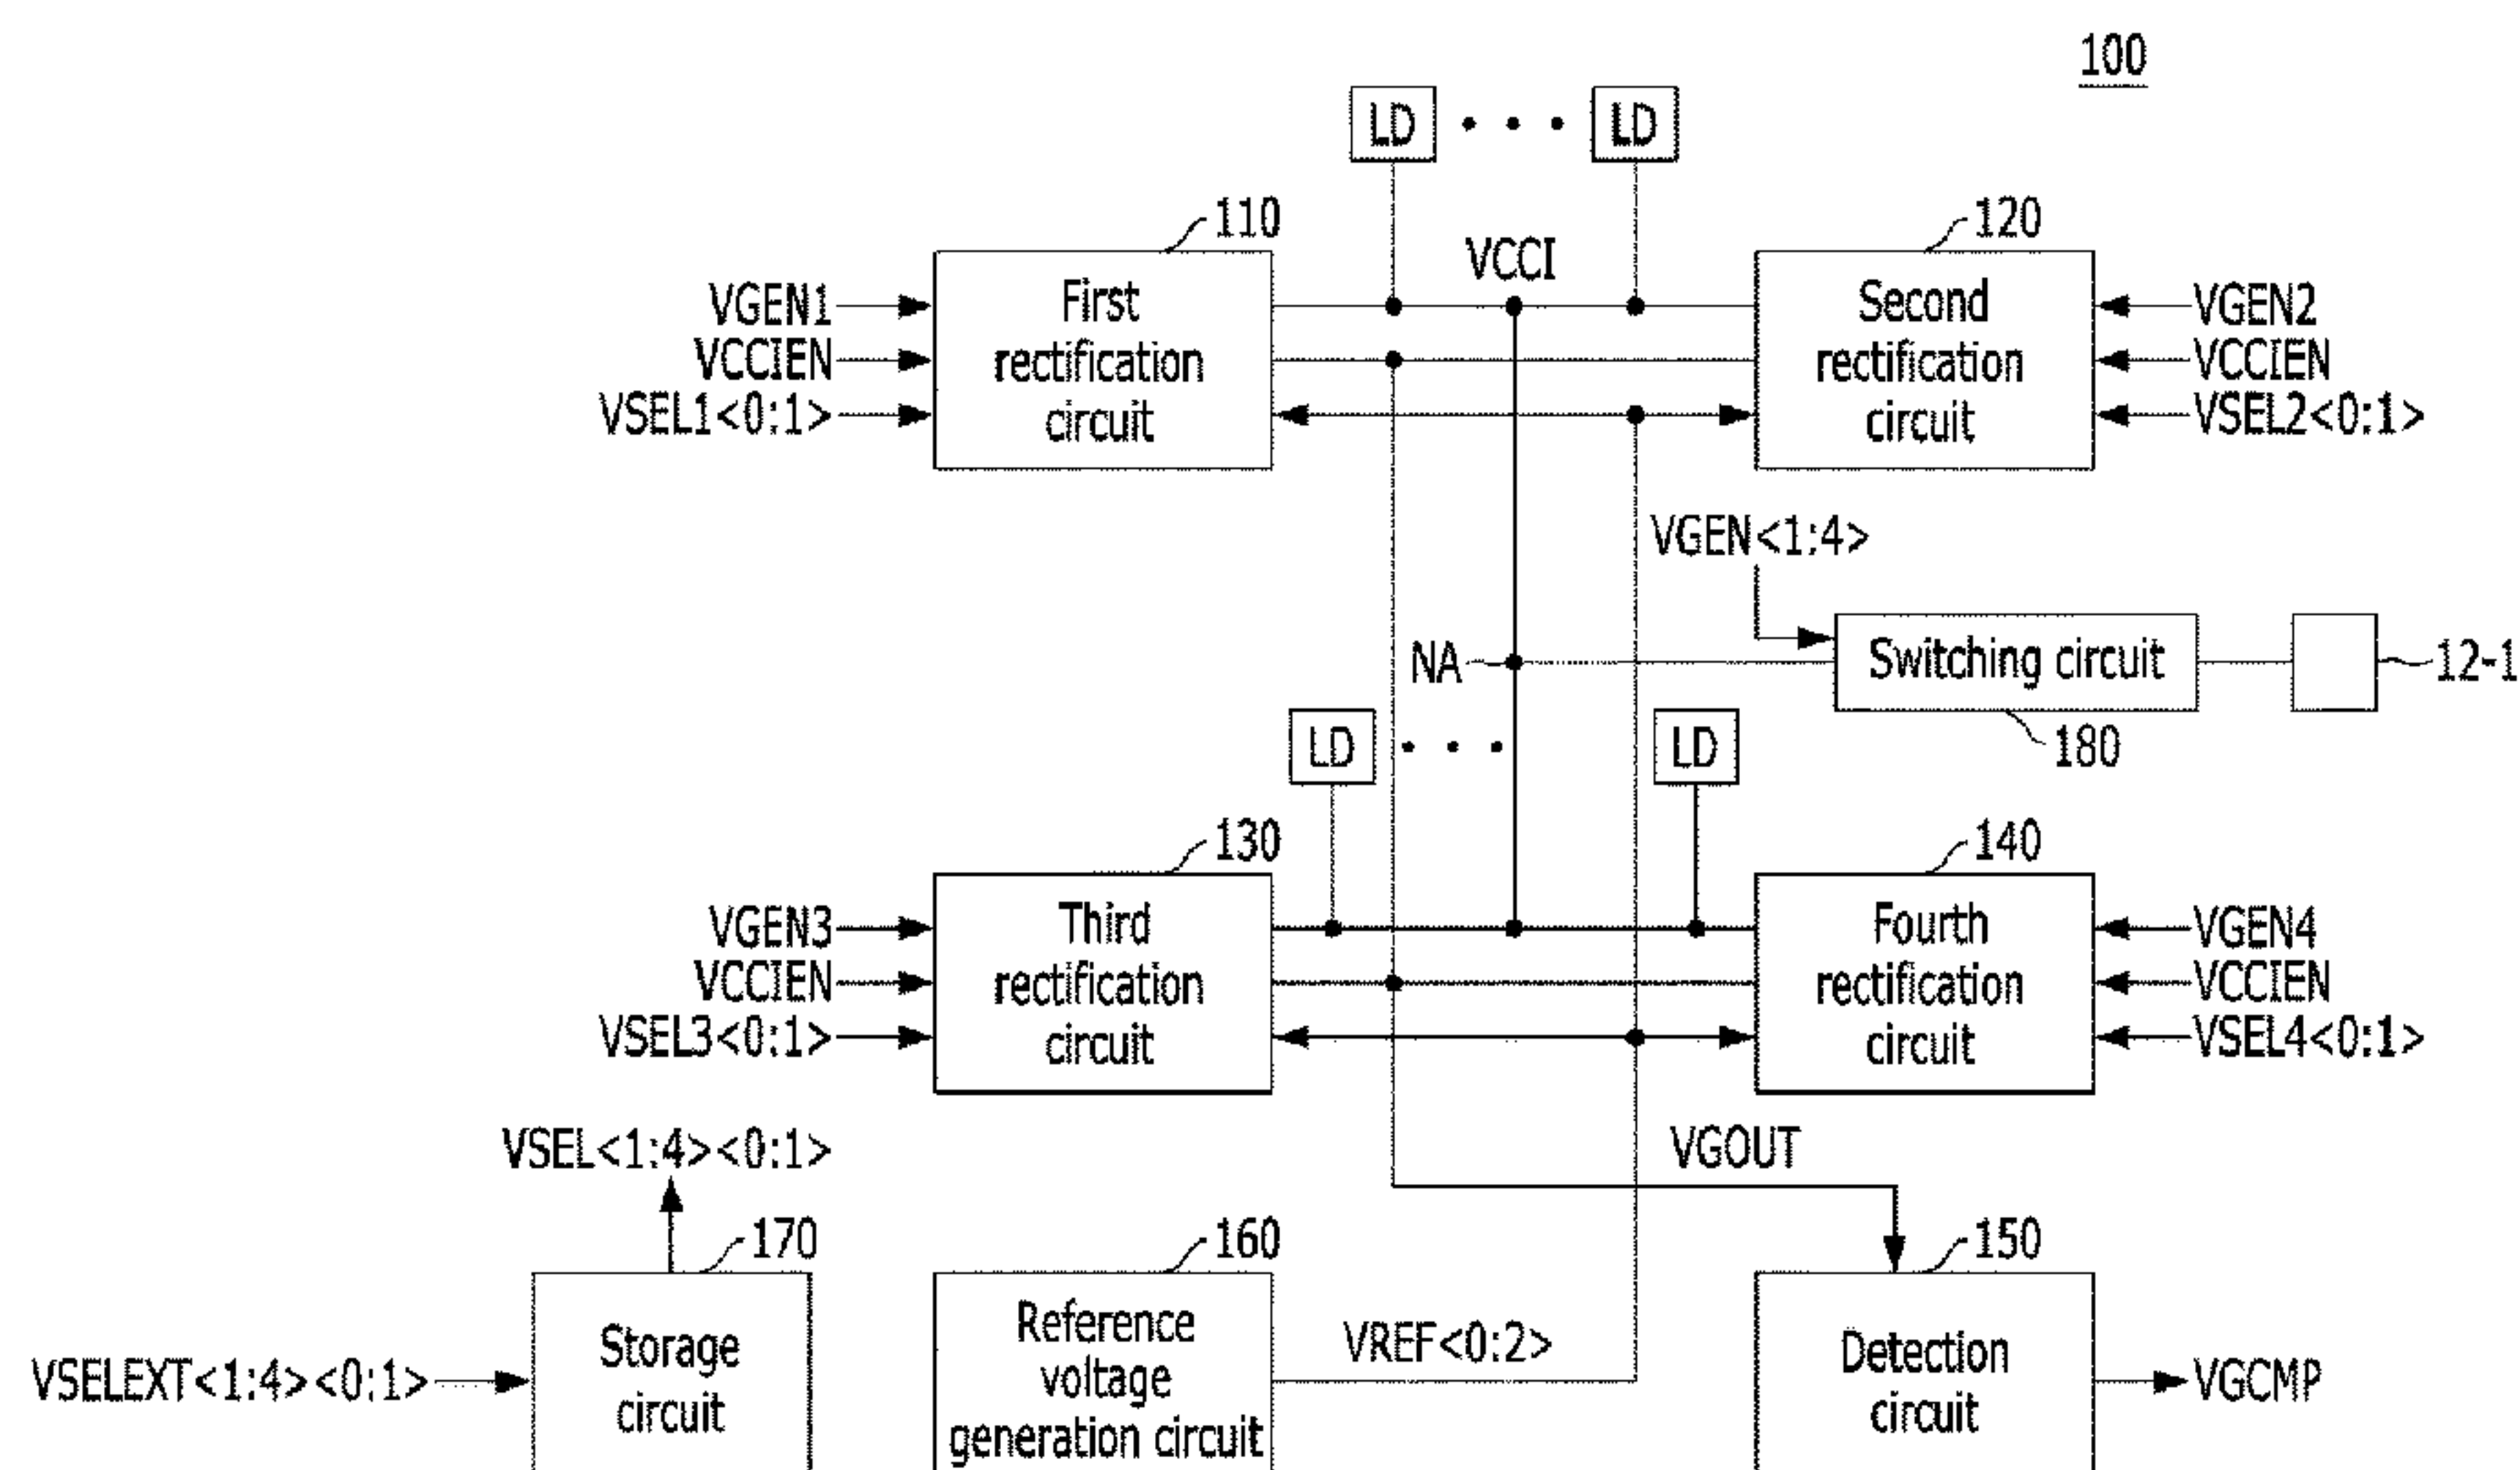 100
LD • • • LD
110
120
VCCI
VGEN1
VCCIEN
VSEL1<0:1>
First
rectification
circuit
Second
rectification
circuit
VGEN2
VCCIEN
VSEL2<0:1>
VGEN<1:4>
NA
Switching circuit
12-1
180
LD • • • LD
130
140
VGEN3
VCCIEN
VSEL3<0:1>
Third
rectification
circuit
Fourth
rectification
circuit
VGEN4
VCCIEN
VSEL4<0:1>
VSEL<1:4><0:1>
VGOUT
170
160
150
VSELEXT<1:4><0:1>
Storage
circuit
Reference
voltage
generation circuit
VREF<0:2>
Detection
circuit
VGCMP